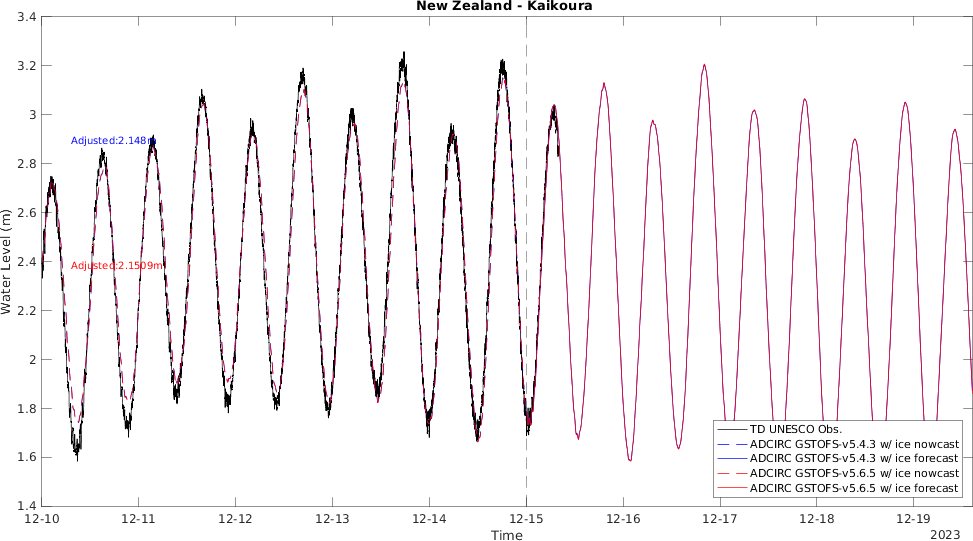 New Zealand - Kaikoura
3.4
3.2
3
2.8
2.6
2.4
2.2
2
1.8
1.6
1.4
Water Level (m)
Adjusted:2.148m
Adjusted:2.1509m
TD UNESCO Obs.
ADCIRC GSTOFS-v5.4.3 w/ ice nowcast
ADCIRC GSTOFS-v5.4.3 w/ ice forecast
ADCIRC GSTOFS-v5.6.5 w/ ice nowcast
ADCIRC GSTOFS-v5.6.5 w/ ice forecast
12-10 12-11 12-12 12-13 12-14 12-15 12-16 12-17 12-18 12-19
Time
2023